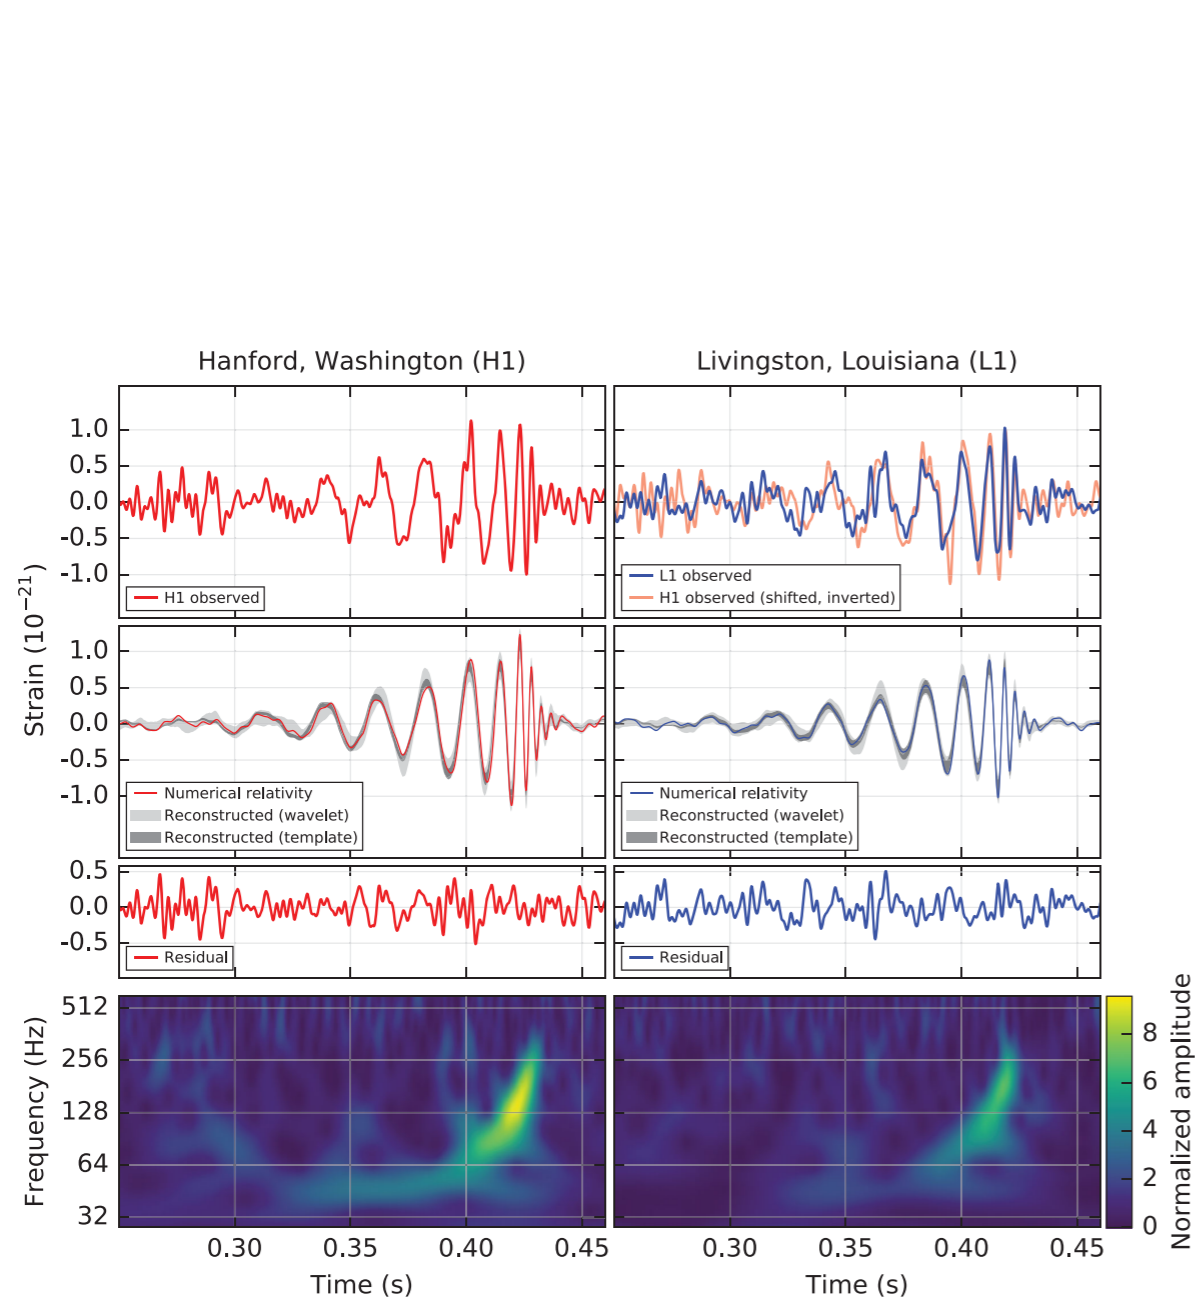 Hanford, Washington (H1)
Livingston, Louisiana (L1)
Strain (10⁻²¹)
1.0
0.5
0.0
-0.5
-1.0
H1 observed
L1 observed
H1 observed (shifted, inverted)
1.0
0.5
0.0
-0.5
-1.0
Numerical relativity
Reconstructed (wavelet)
Reconstructed (template)
Numerical relativity
Reconstructed (wavelet)
Reconstructed (template)
0.5
0.0
-0.5
Residual
Residual
Frequency (Hz)
512
256
128
64
32
0.30 0.35 0.40 0.45
Time (s)
0.30 0.35 0.40 0.45
Time (s)
8
6
4
2
0
Normalized amplitude